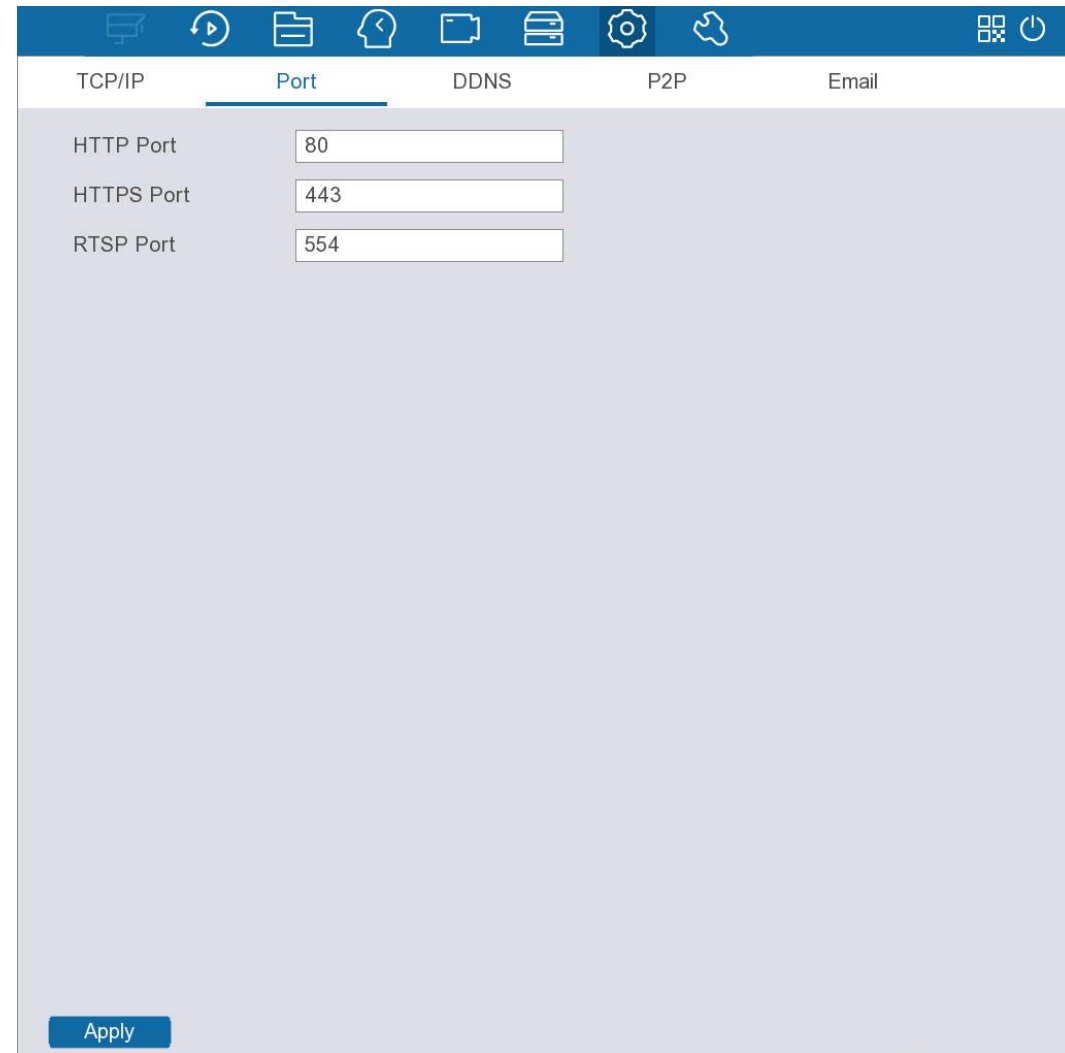 TCP/IP Port DDNS P2P Email
HTTP Port 80
HTTPS Port 443
RTSP Port 554
Apply